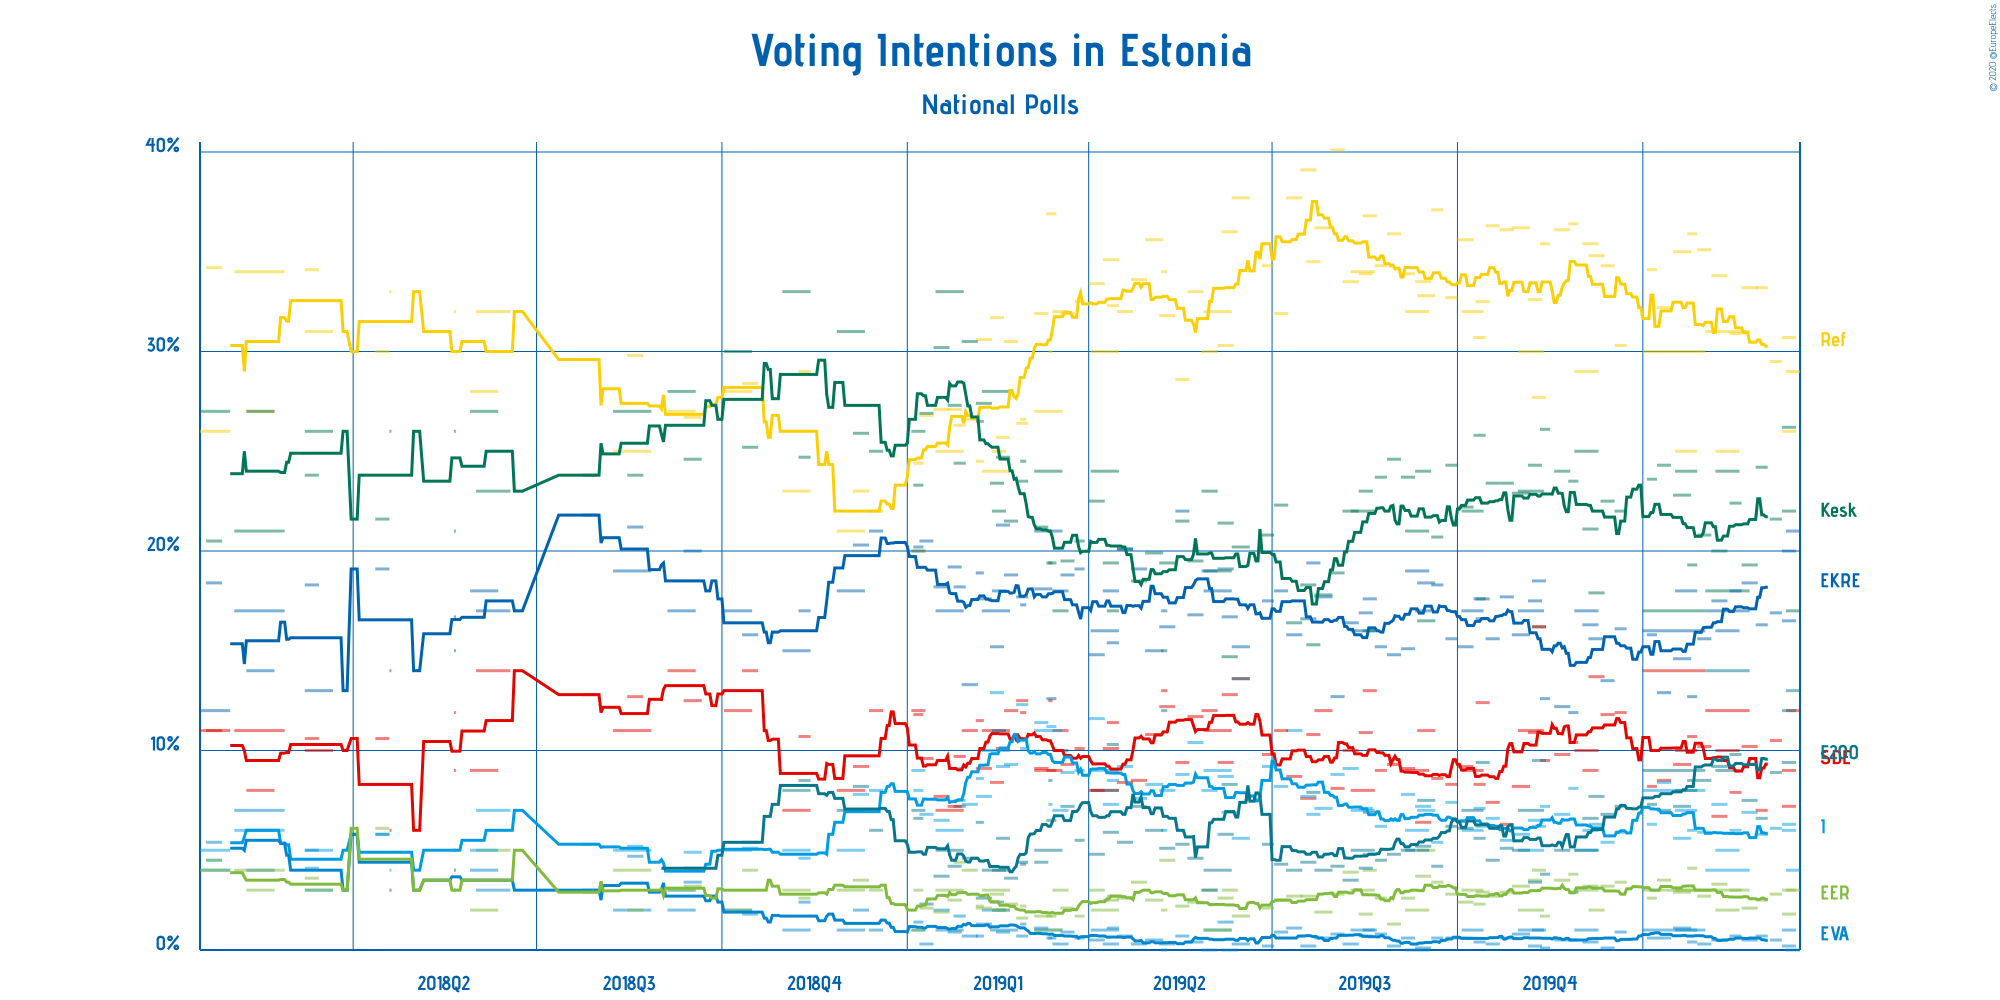 © 2020 @EuropeElects
Voting Intentions in Estonia
National Polls
40%
30%
20%
10%
0%
Ref
Kesk
EKRE
E200
SDE
I
EER
EVA
2018Q2
2018Q3
2018Q4
2019Q1
2019Q2
2019Q3
2019Q4